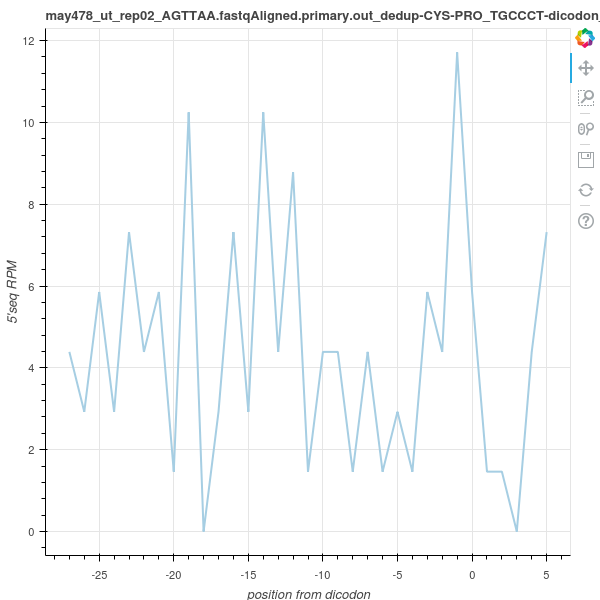 may478_ut_rep02_AGTTAA.fastqAligned.primary.out_dedup-CYS-PRO_TGCCCT-dicodon_
12
10
8
6
4
2
0
5'seq RPM
-25 -20 -15 -10 -5 0 5
position from dicodon